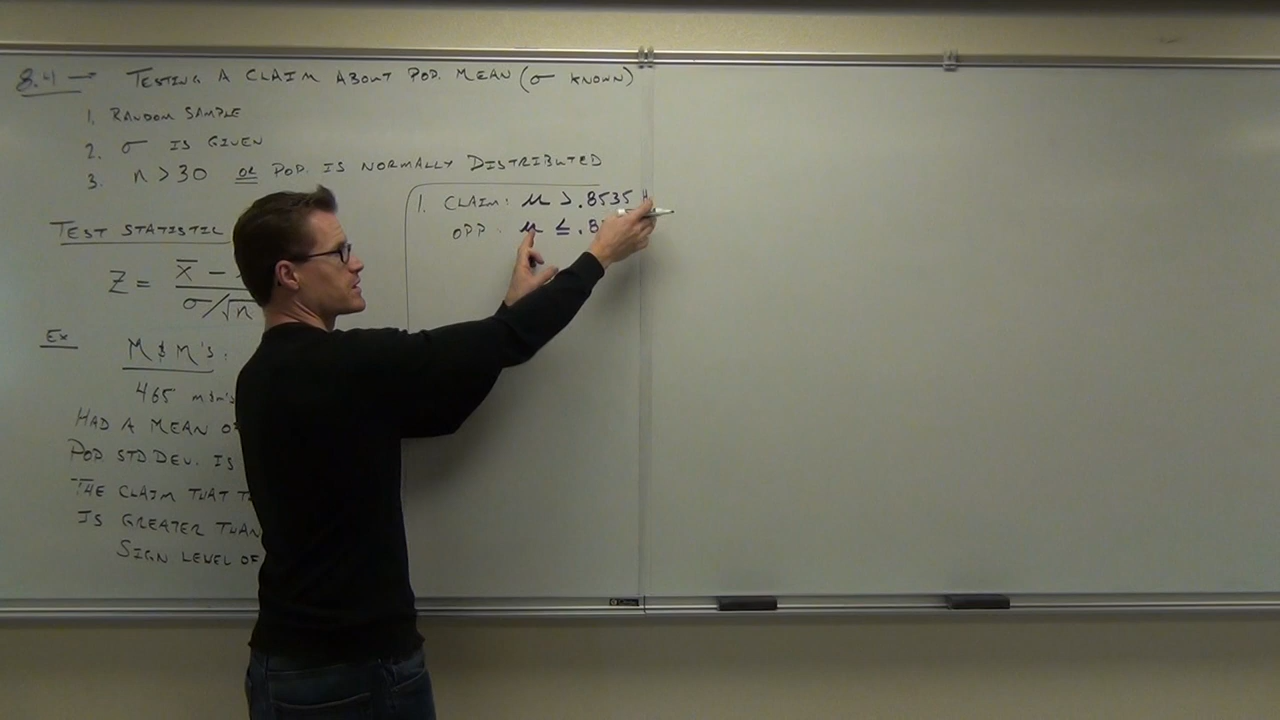 8.4 → TESTING A CLAIM ABOUT POP. MEAN (σ KNOWN)
1. RANDOM SAMPLE
2. σ IS GIVEN
3. n > 30 OR POP. IS NORMALLY DISTRIBUTED
TEST STATISTIC
Z = x̄ -
σ/√n
EX M&M'S:
465 m&m's
HAD A MEAN OF
POP STD DEV. IS
THE CLAIM THAT
IS GREATER THAN
SIGN LEVEL OF
1. CLAIM: μ > .8535 H
OPP: μ ≤ .8